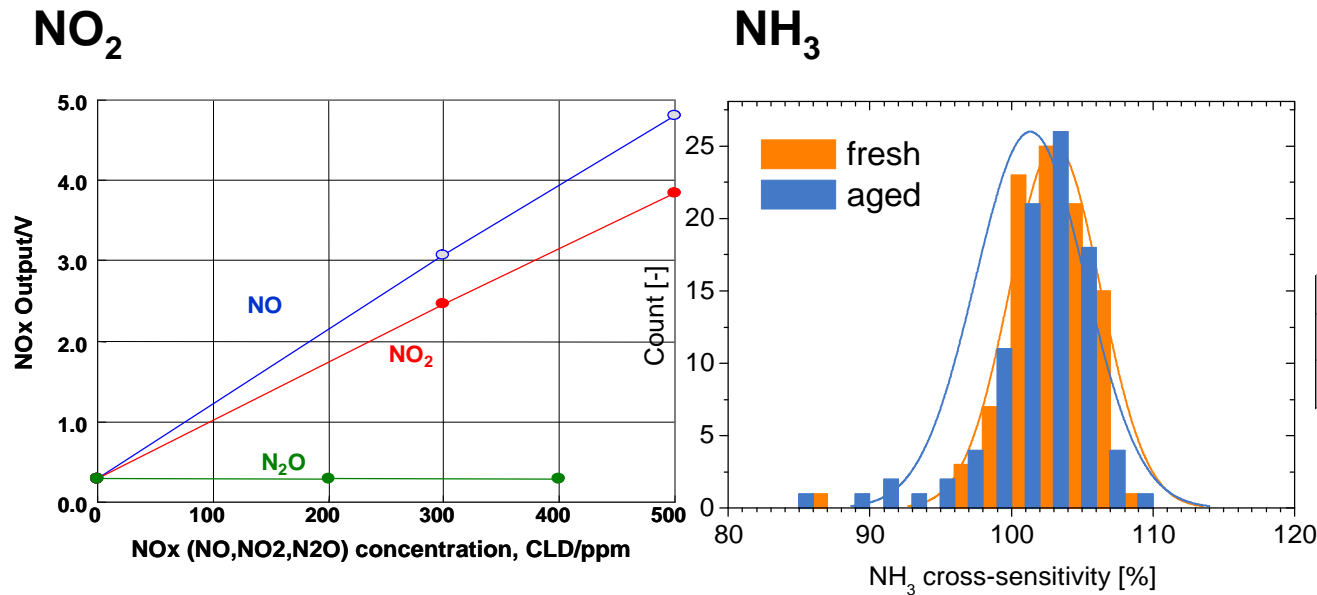 NO₂
5.0
4.0
3.0
2.0
1.0
0.0
NOx Output/V
NO
NO₂
N₂O
0 100 200 300 400 500
NOx (NO,NO2,N2O) concentration, CLD/ppm
NH₃
fresh
aged
25
20
15
10
5
0
Count [-]
80 90 100 110 120
NH₃ cross-sensitivity [%]